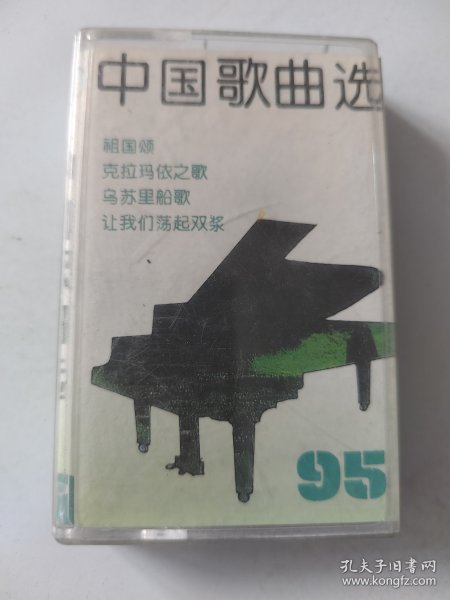 中国歌曲选
祖国颂
克拉玛依之歌
乌苏里船歌
让我们荡起双浆
95
孔夫子旧书网
www.kongfz.com